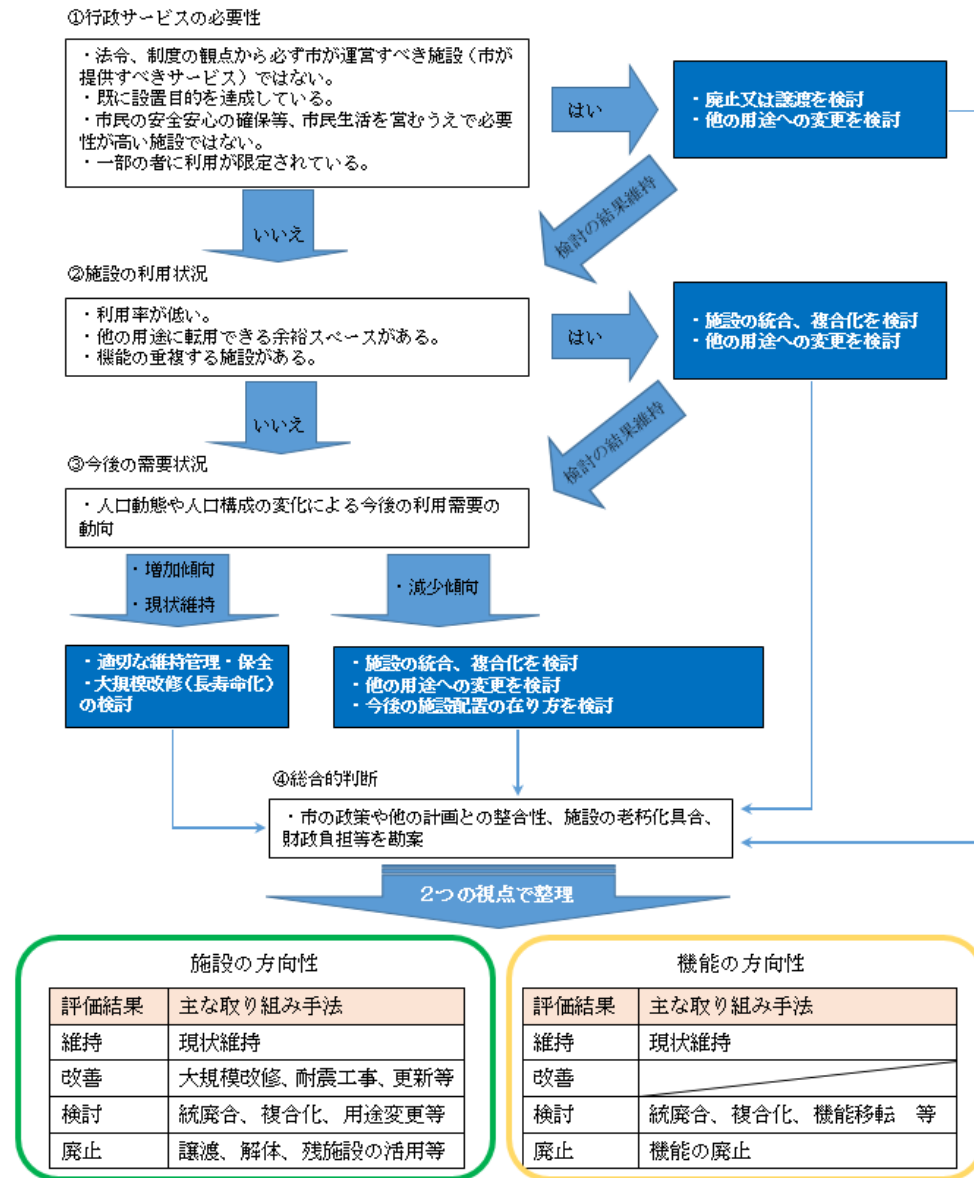 ①行政サービスの必要性
・法令、制度の観点から必ず市が運営すべき施設（市が
提供すべきサービス）ではない。
・既に設置目的を達成している。
・市民の安全安心の確保等、市民生活を営むうえで必要
性が高い施設ではない。
・一部の者に利用が限定されている。
はい
・廃止又は譲渡を検討
・他の用途への変更を検討
いいえ
検討の結果維持
②施設の利用状況
・利用率が低い。
・他の用途に転用できる余裕スペースがある。
・機能の重複する施設がある。
はい
・施設の統合、複合化を検討
・他の用途への変更を検討
いいえ
検討の結果維持
③今後の需要状況
・人口動態や人口構成の変化による今後の利用需要の
動向
・増加傾向
・現状維持
・減少傾向
・適切な維持管理・保全
・大規模改修（長寿命化）
の検討
・施設の統合、複合化を検討
・他の用途への変更を検討
・今後の施設配置の在り方を検討
④総合的判断
・市の政策や他の計画との整合性、施設の老朽化具合、
財政負担等を勘案
２つの視点で整理
施設の方向性
評価結果 主な取り組み手法
維持 現状維持
改善 大規模改修、耐震工事、更新等
検討 統廃合、複合化、用途変更等
廃止 譲渡、解体、残施設の活用等
機能の方向性
評価結果 主な取り組み手法
維持 現状維持
改善
検討 統廃合、複合化、機能移転　等
廃止 機能の廃止